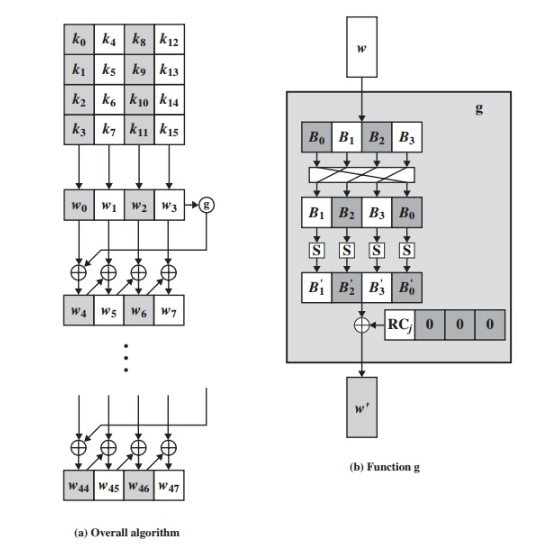 k0 k4 k8 k12
k1 k5 k9 k13
k2 k6 k10 k14
k3 k7 k11 k15
w0 w1 w2 w3 g
w4 w5 w6 w7
w44 w45 w46 w47
(a) Overall algorithm
w
g
B0 B1 B2 B3
B1 B2 B3 B0
S S S S
B'1 B'2 B'3 B'0
RCj 0 0 0
w'
(b) Function g